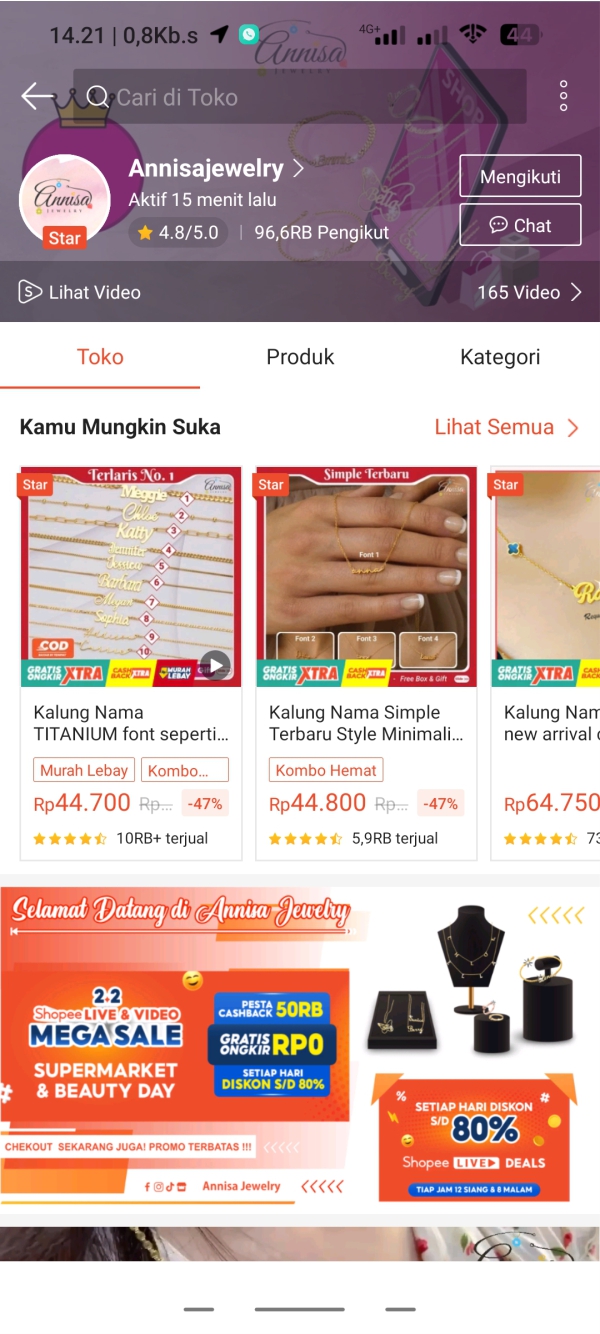 14.21 | 0,8Kb.s
4G+
44
Annisa
JEWELRY
Cari di Toko
SHOP
Annisa
JEWELRY
Star
Annisajewelry
Aktif 15 menit lalu
4.8/5.0 | 96,6RB Pengikut
Mengikuti
Chat
Lihat Video
165 Video
Toko
Produk
Kategori
Kamu Mungkin Suka
Lihat Semua
Star
Terlaris No. 1
Meggie 1
Chloe 2
Katty 3
Jennifer 4
Jessica 5
Barbara 6
Megan 7
Sophia 8
9
10
COD
GRATIS ONGKIR XTRA
CASHBACK XTRA
MURAH LEBAY
Kalung Nama
TITANIUM font seperti...
Murah Lebay
Kombo...
Rp44.700 Rp... -47%
10RB+ terjual
Star
Simple Terbaru
Font 1
Font 2
Font 3
Font 4
GRATIS ONGKIR XTRA
CASHBACK XTRA
Free Box & Gift
Kalung Nama Simple
Terbaru Style Minimali...
Kombo Hemat
Rp44.800 Rp... -47%
5,9RB terjual
Star
GRATIS ONGKIR XTRA
Kalung Nam
new arrival
Rp64.750
73
Selamat Datang di Annisa Jewelry
2.2
Shopee LIVE & VIDEO
MEGA SALE
SUPERMARKET
& BEAUTY DAY
PESTA CASHBACK 50RB
GRATIS ONGKIR RP0
SETIAP HARI
DISKON S/D 80%
CHEKOUT SEKARANG JUGA! PROMO TERBATAS !!!
Annisa Jewelry
SETIAP HARI DISKON
S/D 80%
Shopee LIVE DEALS
TIAP JAM 12 SIANG & 8 MALAM